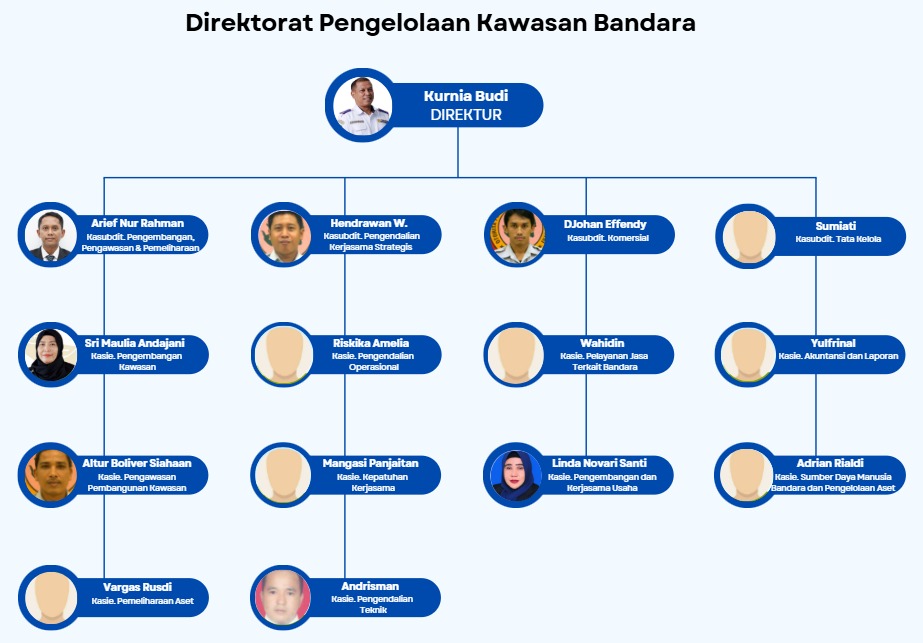 Direktorat Pengelolaan Kawasan Bandara
Kurnia Budi
DIREKTUR
Arief Nur Rahman
Kasubdit. Pengembangan,
Pengawasan & Pemeliharaan
Hendrawan W.
Kasubdit. Pengendalian
Kerjasama Strategis
DJohan Effendy
Kasubdit. Komersial
Sumiati
Kasubdit. Tata Kelola
Sri Maulia Andajani
Kasie. Pengembangan
Kawasan
Riskika Amelia
Kasie. Pengendalian
Operasional
Wahidin
Kasie. Pelayanan Jasa
Terkait Bandara
Yulfrinal
Kasie. Akuntansi dan Laporan
Altur Boliver Siahaan
Kasie. Pengawasan
Pembangunan Kawasan
Mangasi Panjaitan
Kasie. Kepatuhan
Kerjasama
Linda Novari Santi
Kasie. Pengembangan dan
Kerjasama Usaha
Adrian Rialdi
Kasie. Sumber Daya Manusia
Bandara dan Pengelolaan Aset
Vargas Rusdi
Kasie. Pemeliharaan Aset
Andrisman
Kasie. Pengendalian
Teknik